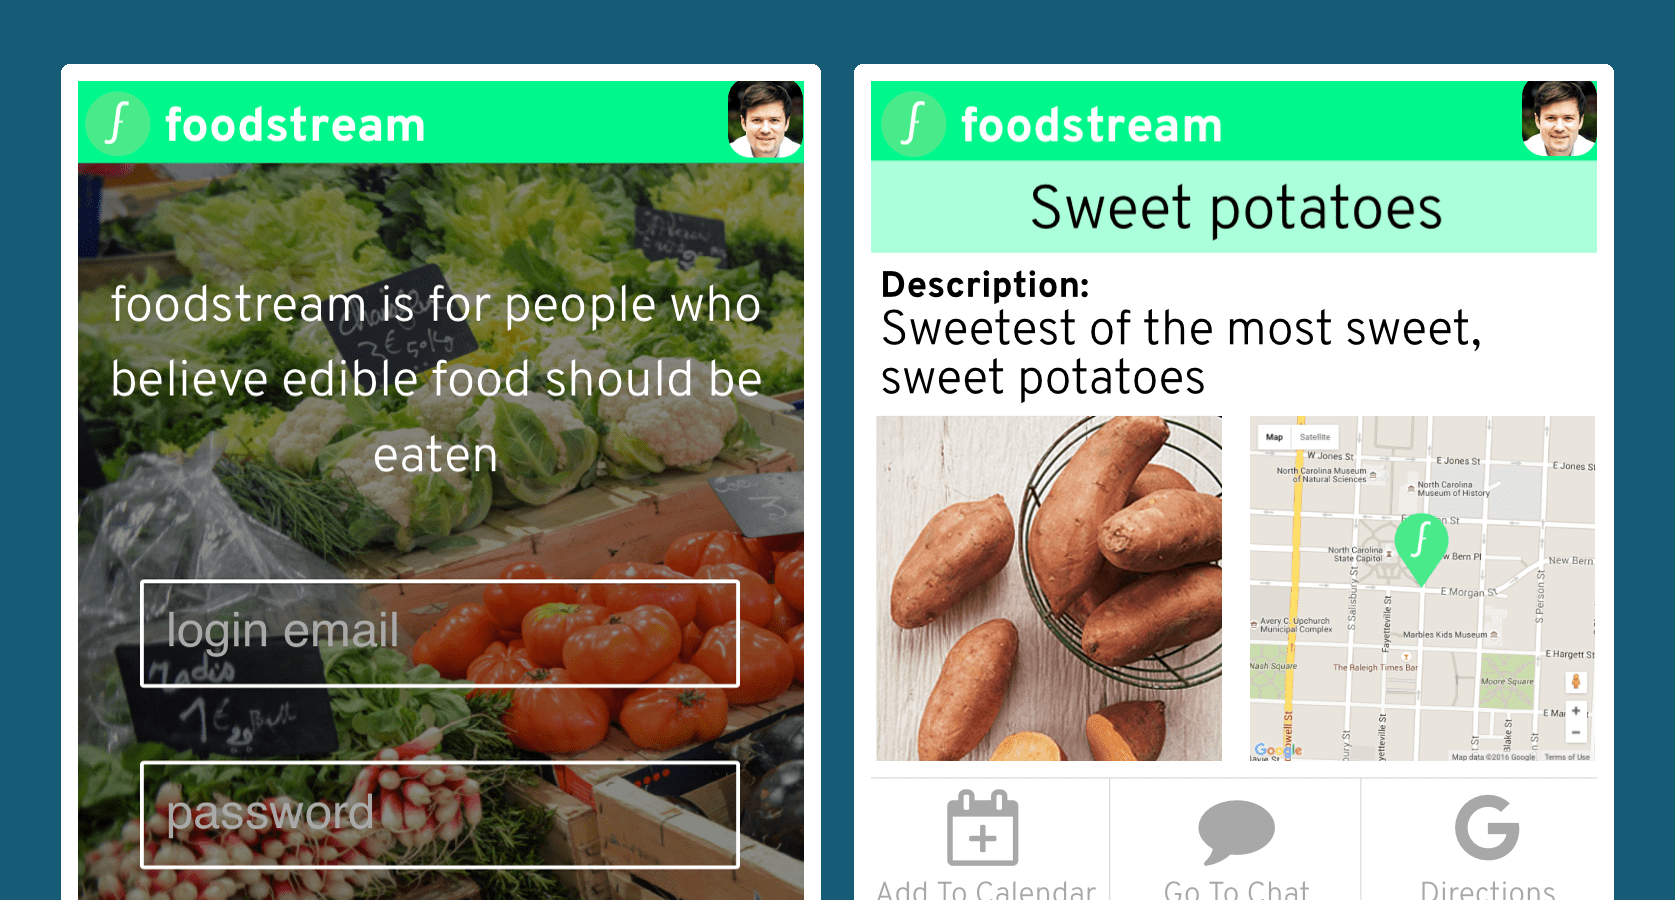 foodstream
foodstream is for people who
believe edible food should be
eaten
login email
password
foodstream
Sweet potatoes
Description:
Sweetest of the most sweet,
sweet potatoes
Map
Satellite
W Jones St
E Jones St
E Jones St
North Carolina Museum
of Natural Sciences
North Carolina
Museum of History
North Carolina
State Capitol
New Bern Pl
New Bern
E Morgan St
S Salisbury St
Fayetteville St
S Person St
Avery C. Upchurch
Municipal Complex
Marbles Kids Museum
E Hargett St
Nash Square
The Raleigh Times Bar
Moore Square
Google
Map data ©2016 Google
Terms of Use
Add To Calendar
Go To Chat
Directions